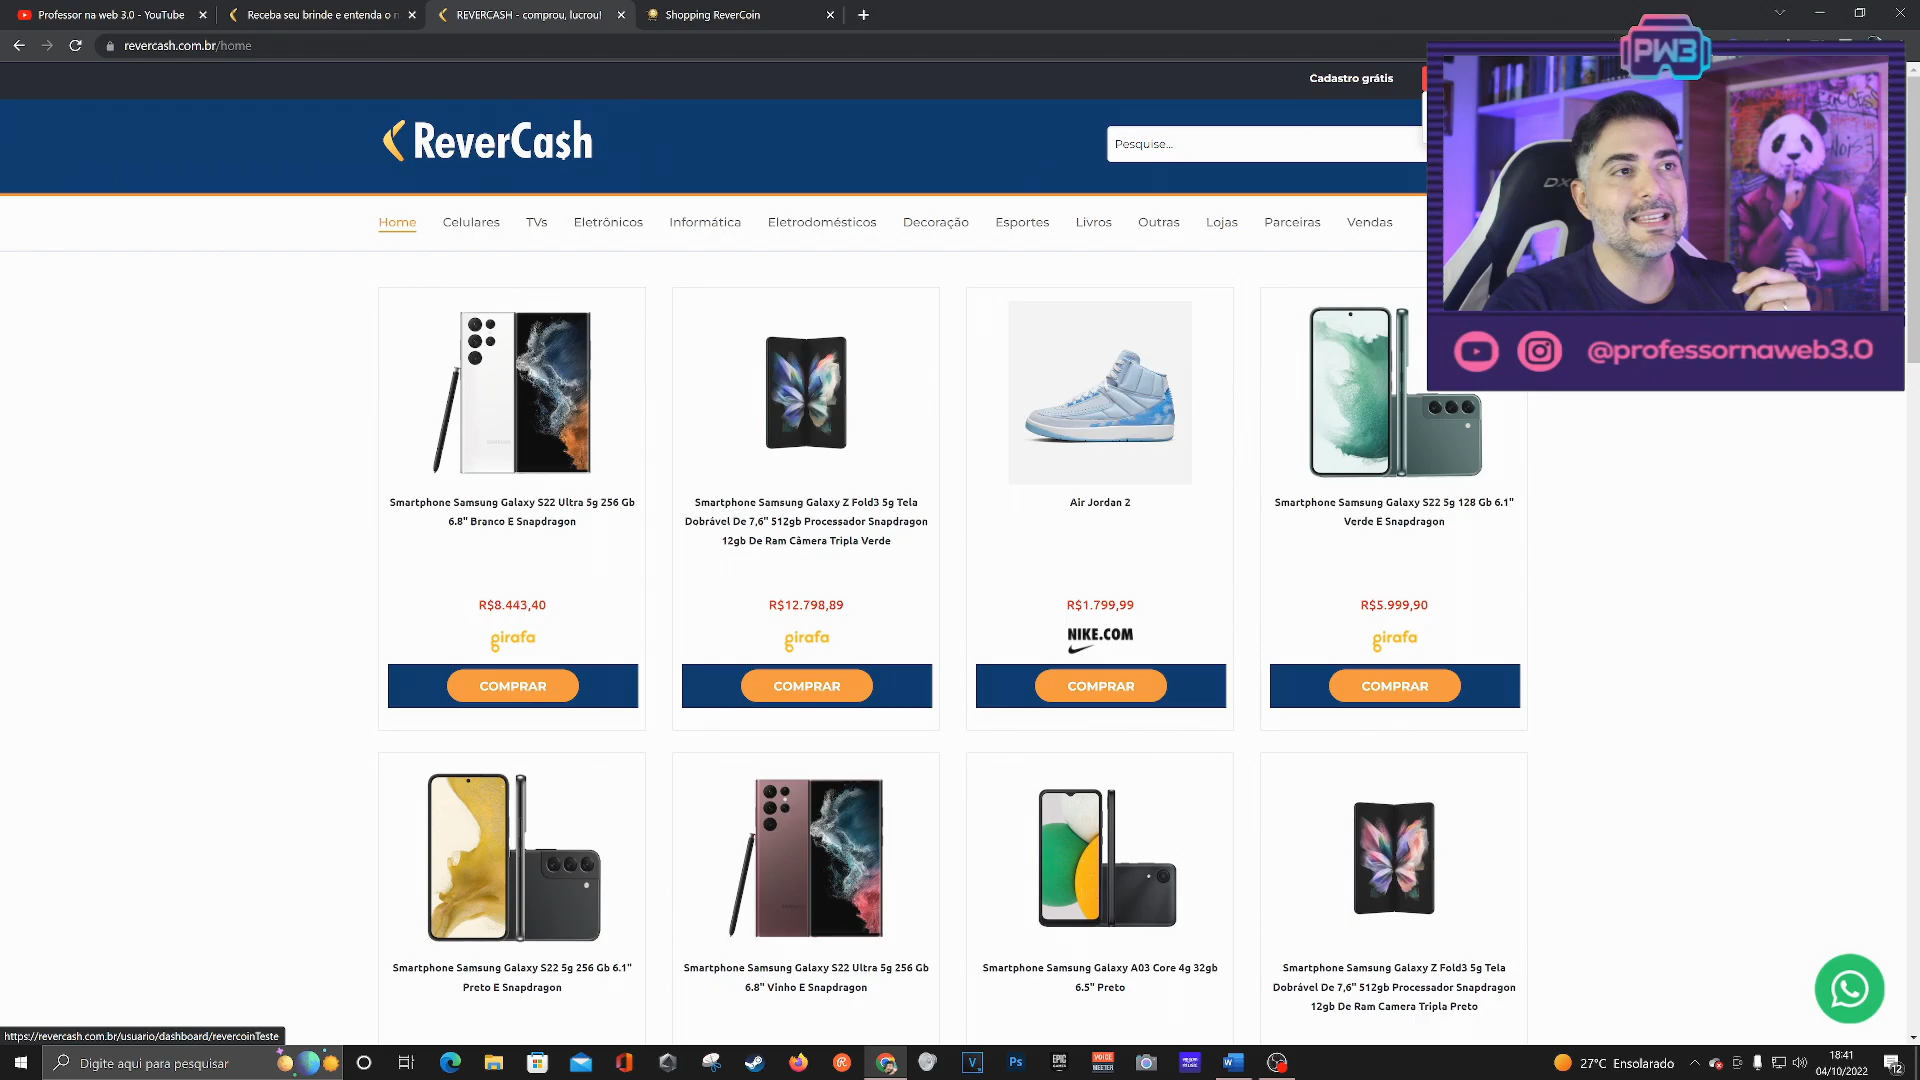 Professor na web 3.0 - YouTube
Receba seu brinde e entenda o n
REVERCASH - comprou, lucrou!
Shopping ReverCoin
revercash.com.br/home
Cadastro grátis
PW3
ReverCash
Pesquise...
Home
Celulares
TVs
Eletrônicos
Informática
Eletrodomésticos
Decoração
Esportes
Livros
Outras
Lojas
Parceiras
Vendas
@professornaweb3.0
Smartphone Samsung Galaxy S22 Ultra 5g 256 Gb
6.8" Branco E Snapdragon
R$8.443,40
girafa
COMPRAR
Smartphone Samsung Galaxy Z Fold3 5g Tela
Dobrável De 7,6" 512gb Processador Snapdragon
12gb De Ram Câmera Tripla Verde
R$12.798,89
girafa
COMPRAR
Air Jordan 2
R$1.799,99
NIKE.COM
COMPRAR
Smartphone Samsung Galaxy S22 5g 128 Gb 6.1"
Verde E Snapdragon
R$5.999,90
girafa
COMPRAR
Smartphone Samsung Galaxy S22 5g 256 Gb 6.1"
Preto E Snapdragon
Smartphone Samsung Galaxy S22 Ultra 5g 256 Gb
6.8" Vinho E Snapdragon
Smartphone Samsung Galaxy A03 Core 4g 32gb
6.5" Preto
Smartphone Samsung Galaxy Z Fold3 5g Tela
Dobrável De 7,6" 512gb Processador Snapdragon
12gb De Ram Camera Tripla Preto
https://revercash.com.br/usuario/dashboard/revercoinTeste
Digite aqui para pesquisar
Ps
EPIC GAMES
VOICE MEETER
27°C Ensolarado
18:41
04/10/2022
12